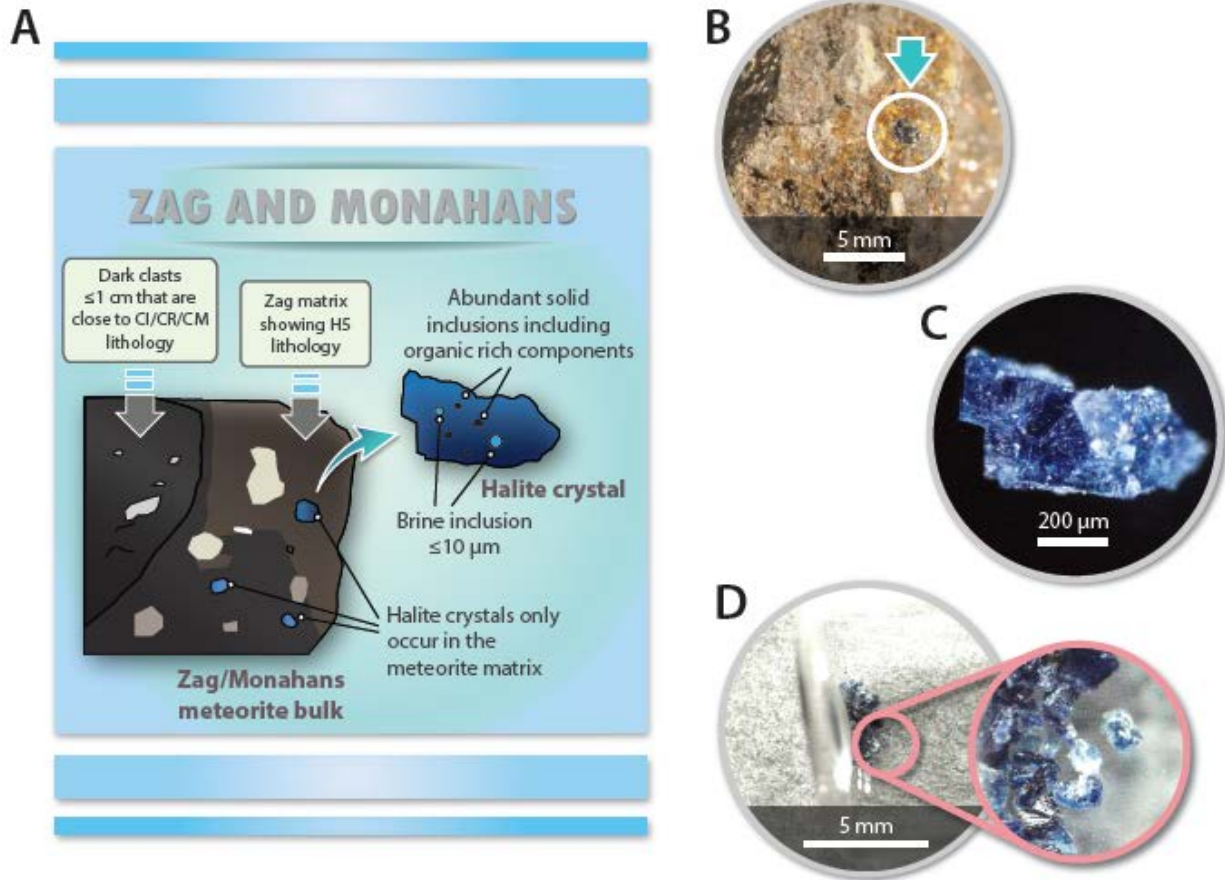 A
ZAG AND MONAHANS
Dark clasts
≤1 cm that are
close to CI/CR/CM
lithology
Zag matrix
showing H5
lithology
Abundant solid
inclusions including
organic rich components
Halite crystal
Brine inclusion
≤10 µm
Halite crystals only
occur in the
meteorite matrix
Zag/Monahans
meteorite bulk
B
5 mm
C
200 µm
D
5 mm